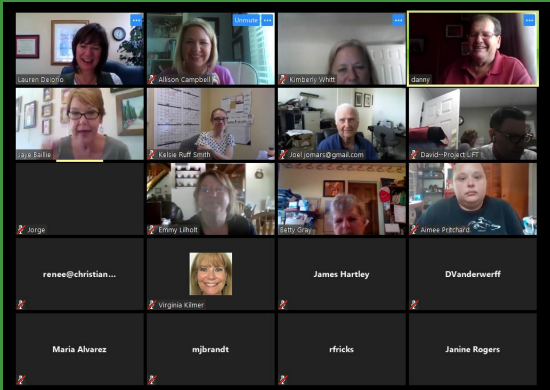 Unmute
Lauren Deiorio
Allison Campbell
Kimberly Whitt
danny
Jaye Baillie
Kelsie Ruff Smith
Joel jomars@gmail.com
David--Project LIFT
Jorge
Emmy Lilholt
Betty Gray
Aimee Pritchard
renee@christian...
Virginia Kilmer
James Hartley
DVanderwerff
Maria Alvarez
mjbrandt
rfricks
Janine Rogers